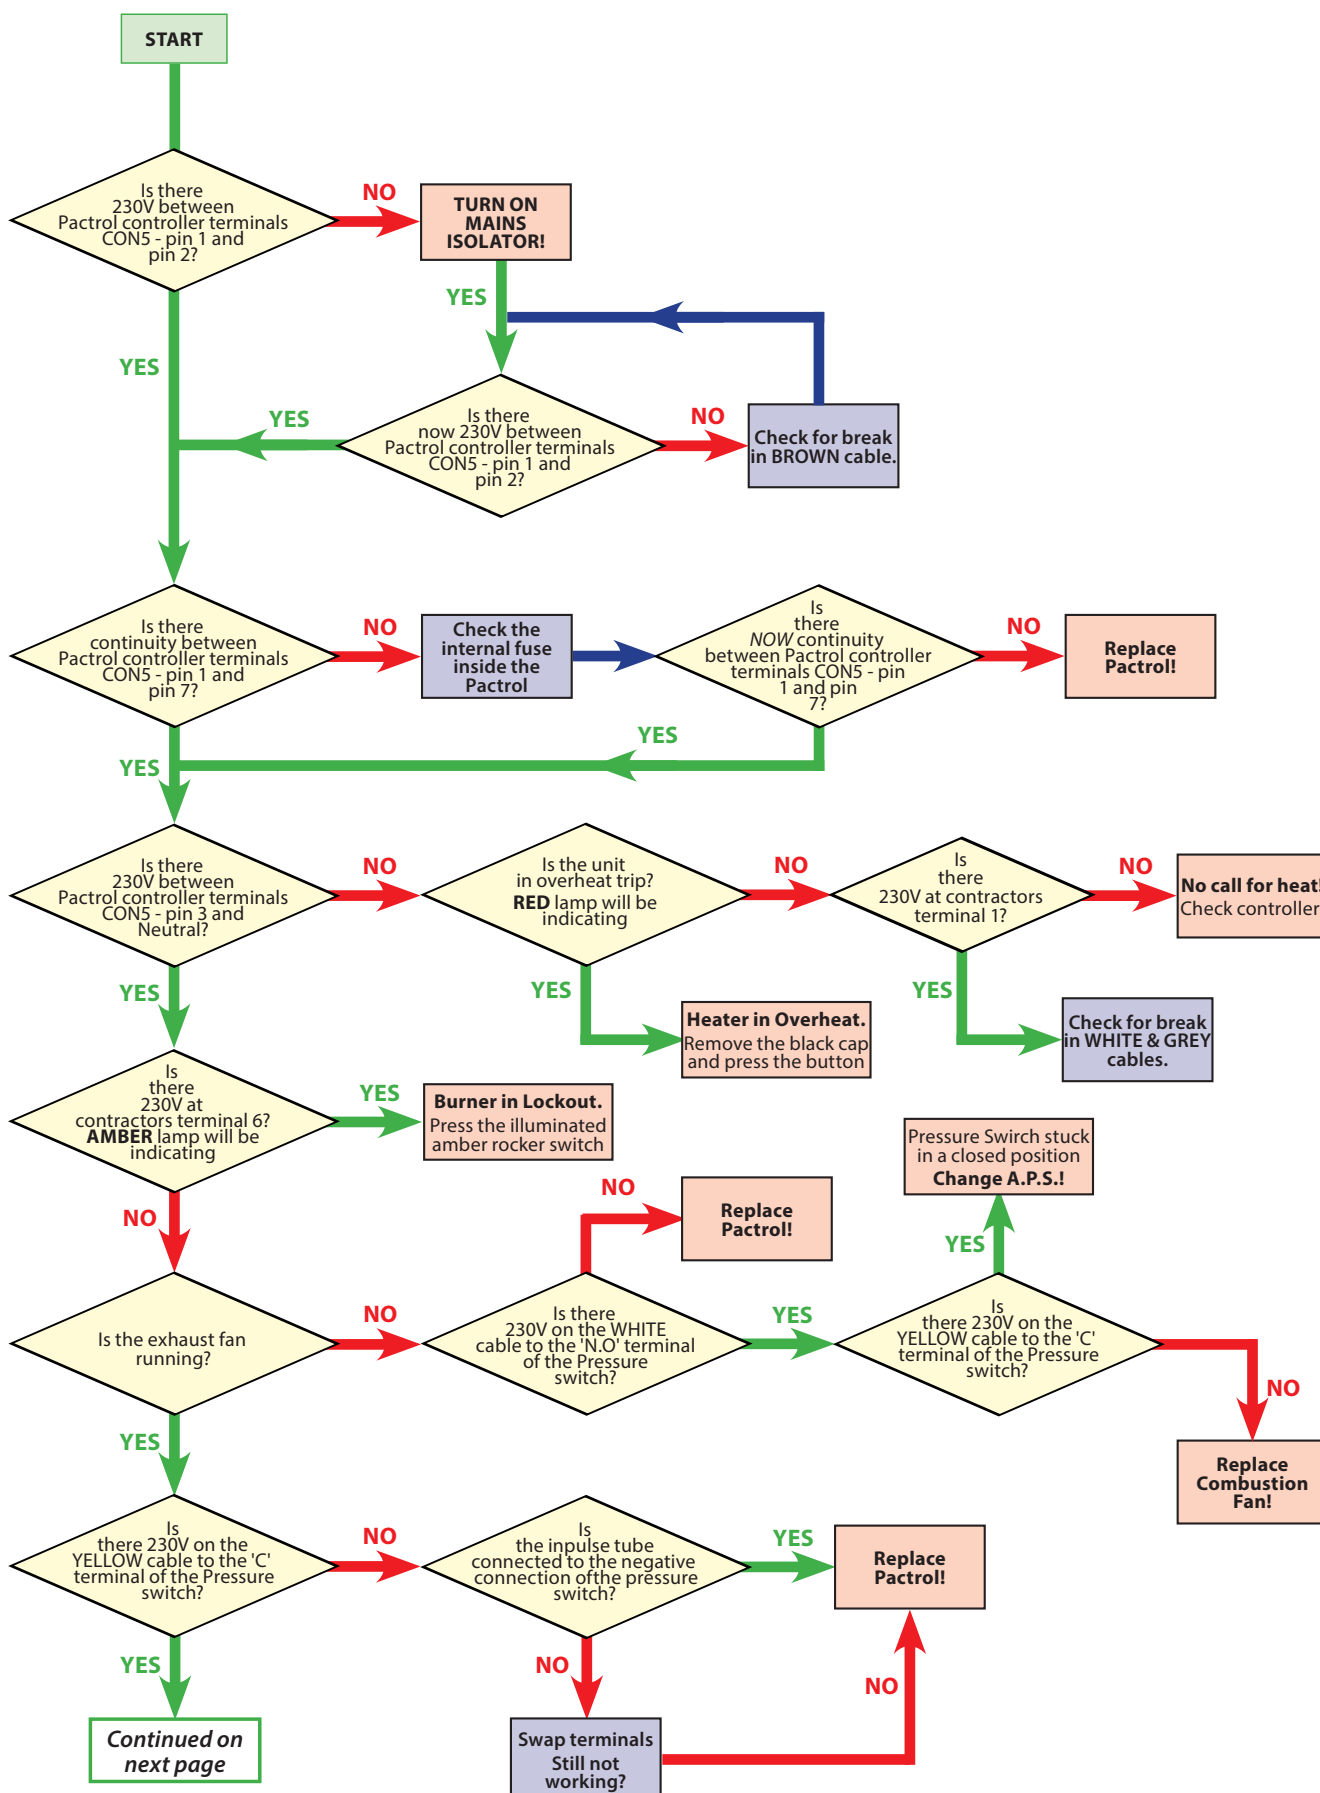 START
Is there
230V between
Pactrol controller terminals
CON5 - pin 1 and
pin 2?
NO
TURN ON
MAINS
ISOLATOR!
YES
YES
YES
Is there
now 230V between
Pactrol controller terminals
CON5 - pin 1 and
pin 2?
NO
Check for break
in BROWN cable.
Is there
continuity between
Pactrol controller terminals
CON5 - pin 1 and
pin 7?
NO
Check the
internal fuse
inside the
Pactrol
Is
there
NOW continuity
between Pactrol controller
terminals CON5 - pin
1 and pin
7?
NO
Replace
Pactrol!
YES
YES
Is there
230V between
Pactrol controller terminals
CON5 - pin 3 and
Neutral?
NO
Is the unit
in overheat trip?
RED lamp will be
indicating
NO
Is
there
230V at contractors
terminal 1?
NO
No call for heat!
Check controller
YES
YES
YES
Heater in Overheat.
Remove the black cap
and press the button
Check for break
in WHITE & GREY
cables.
Is
there
230V at
contractors terminal 6?
AMBER lamp will be
indicating
YES
Burner in Lockout.
Press the illuminated
amber rocker switch
Pressure Swirch stuck
in a closed position
Change A.P.S.!
NO
NO
Replace
Pactrol!
YES
Is the exhaust fan
running?
NO
Is there
230V on the WHITE
cable to the 'N.O' terminal
of the Pressure
switch?
YES
Is
there 230V on the
YELLOW cable to the 'C'
terminal of the Pressure
switch?
NO
Replace
Combustion
Fan!
YES
Is
there 230V on the
YELLOW cable to the 'C'
terminal of the Pressure
switch?
NO
Is
the inpulse tube
connected to the negative
connection ofthe pressure
switch?
YES
Replace
Pactrol!
YES
NO
NO
Continued on
next page
Swap terminals
Still not
working?